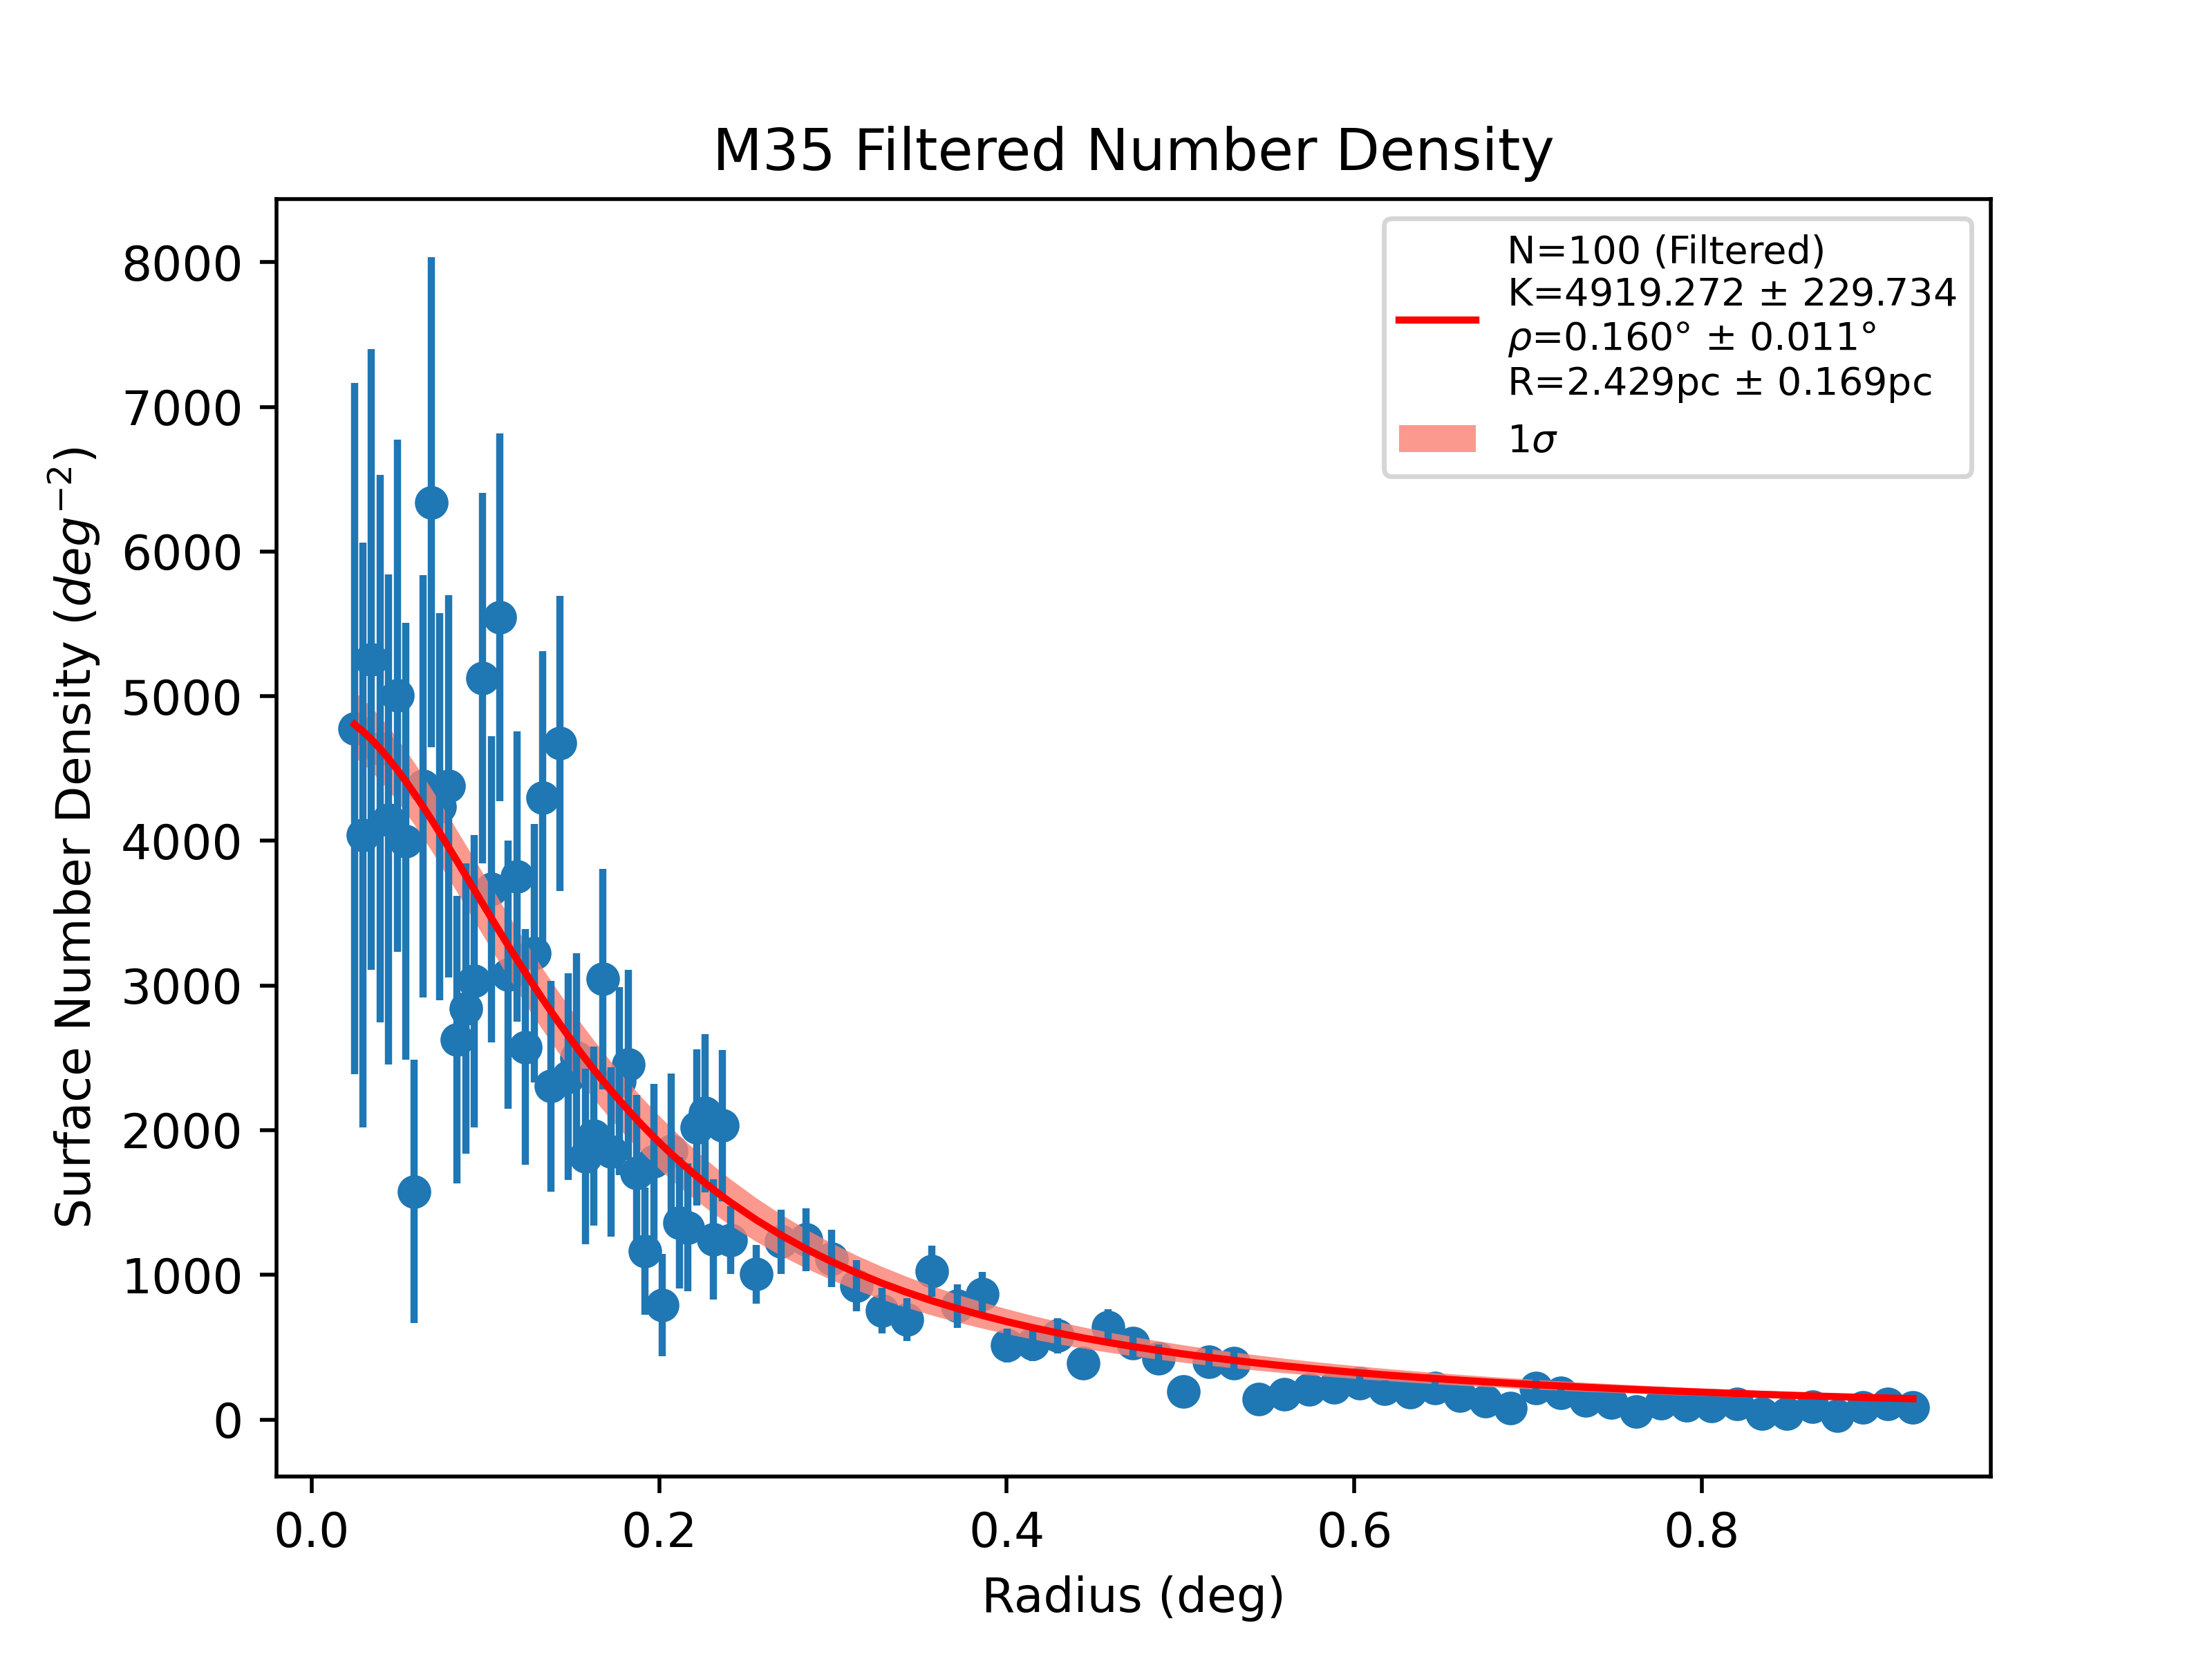 M35 Filtered Number Density
N=100 (Filtered)
K=4919.272 ± 229.734
ρ=0.160° ± 0.011°
R=2.429pc ± 0.169pc
1σ
Surface Number Density (deg⁻²)
8000
7000
6000
5000
4000
3000
2000
1000
0
0.0 0.2 0.4 0.6 0.8
Radius (deg)